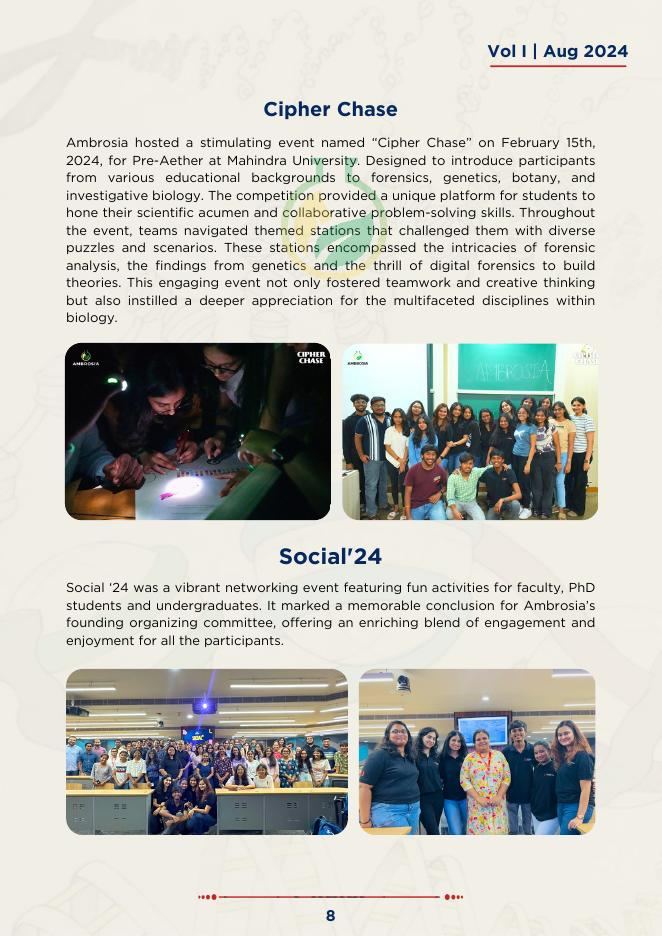 Vol I | Aug 2024
Cipher Chase
Ambrosia hosted a stimulating event named “Cipher Chase” on February 15th,
2024, for Pre-Aether at Mahindra University. Designed to introduce participants
from various educational backgrounds to forensics, genetics, botany, and
investigative biology. The competition provided a unique platform for students to
hone their scientific acumen and collaborative problem-solving skills. Throughout
the event, teams navigated themed stations that challenged them with diverse
puzzles and scenarios. These stations encompassed the intricacies of forensic
analysis, the findings from genetics and the thrill of digital forensics to build
theories. This engaging event not only fostered teamwork and creative thinking
but also instilled a deeper appreciation for the multifaceted disciplines within
biology.
AMBROSIA
CIPHER
CHASE
AMBROSIA
AMBROSIA
Social'24
Social ‘24 was a vibrant networking event featuring fun activities for faculty, PhD
students and undergraduates. It marked a memorable conclusion for Ambrosia’s
founding organizing committee, offering an enriching blend of engagement and
enjoyment for all the participants.
8